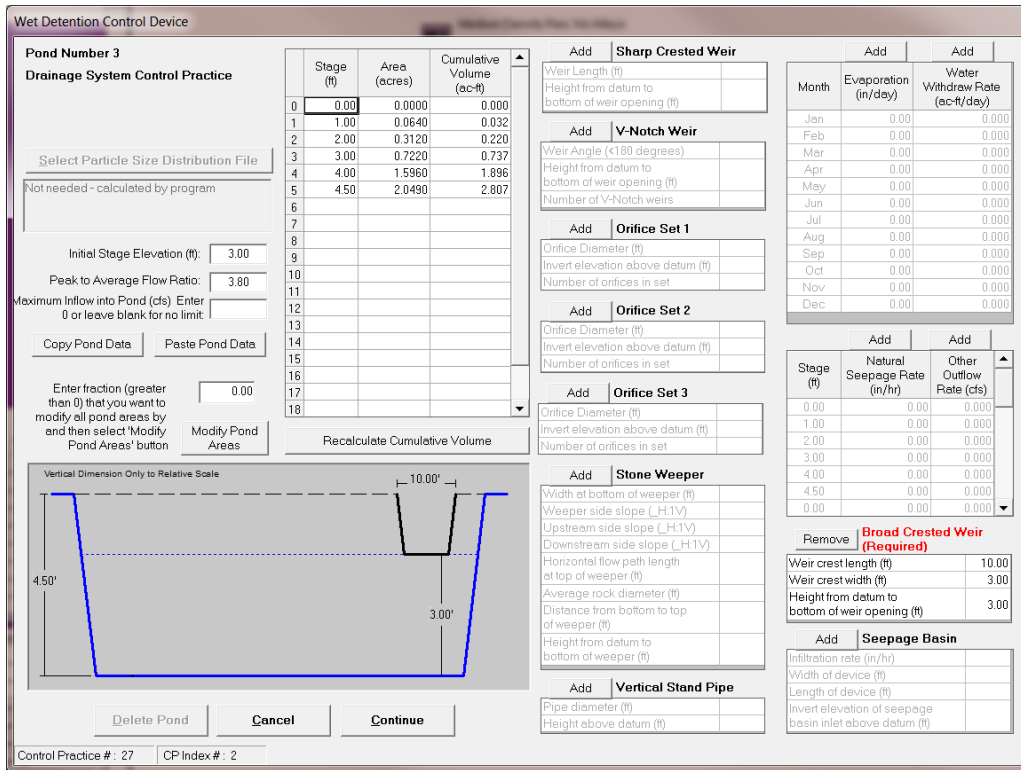 Wet Detention Control Device
Pond Number 3
Drainage System Control Practice
Select Particle Size Distribution File
Not needed - calculated by program
Initial Stage Elevation (ft): 3.00
Peak to Average Flow Ratio: 3.80
Maximum Inflow into Pond (cfs) Enter
0 or leave blank for no limit:
Copy Pond Data Paste Pond Data
Enter fraction (greater
than 0) that you want to
modify all pond areas by
and then select 'Modify
Pond Areas' button
0.00
Modify Pond
Areas
Stage
(ft)
Area
(acres)
Cumulative
Volume
(ac-ft)
0 0.00 0.0000 0.000
1 1.00 0.0640 0.032
2 2.00 0.3120 0.220
3 3.00 0.7220 0.737
4 4.00 1.5960 1.896
5 4.50 2.0490 2.807
6
7
8
9
10
11
12
13
14
15
16
17
18
Recalculate Cumulative Volume
Vertical Dimension Only to Relative Scale
10.00'
4.50'
3.00'
Delete Pond Cancel Continue
Control Practice # : 27 CP Index # : 2
Add Sharp Crested Weir
Weir Length (ft)
Height from datum to
bottom of weir opening (ft)
Add V-Notch Weir
Weir Angle (<180 degrees)
Height from datum to
bottom of weir opening (ft)
Number of V-Notch weirs
Add Orifice Set 1
Orifice Diameter (ft)
Invert elevation above datum (ft)
Number of orifices in set
Add Orifice Set 2
Orifice Diameter (ft)
Invert elevation above datum (ft)
Number of orifices in set
Add Orifice Set 3
Orifice Diameter (ft)
Invert elevation above datum (ft)
Number of orifices in set
Add Stone Weeper
Width at bottom of weeper (ft)
Weeper side slope (_H:1V)
Upstream side slope (_H:1V)
Downstream side slope (_H:1V)
Horizontal flow path length
at top of weeper (ft)
Average rock diameter (ft)
Distance from bottom to top
of weeper (ft)
Height from datum to
bottom of weeper (ft)
Add Vertical Stand Pipe
Pipe diameter (ft)
Height above datum (ft)
Add Add
Month
Evaporation
(in/day)
Water
Withdraw Rate
(ac-ft/day)
Jan 0.00 0.000
Feb 0.00 0.000
Mar 0.00 0.000
Apr 0.00 0.000
May 0.00 0.000
Jun 0.00 0.000
Jul 0.00 0.000
Aug 0.00 0.000
Sep 0.00 0.000
Oct 0.00 0.000
Nov 0.00 0.000
Dec 0.00 0.000
Add Add
Stage
(ft)
Natural
Seepage Rate
(in/hr)
Other
Outflow
Rate (cfs)
0.00 0.00 0.000
1.00 0.00 0.000
2.00 0.00 0.000
3.00 0.00 0.000
4.00 0.00 0.000
4.50 0.00 0.000
0.00 0.00 0.000
Remove Broad Crested Weir
(Required)
Weir crest length (ft) 10.00
Weir crest width (ft) 3.00
Height from datum to
bottom of weir opening (ft) 3.00
Add Seepage Basin
Infiltration rate (in/hr)
Width of device (ft)
Length of device (ft)
Invert elevation of seepage
basin inlet above datum (ft)